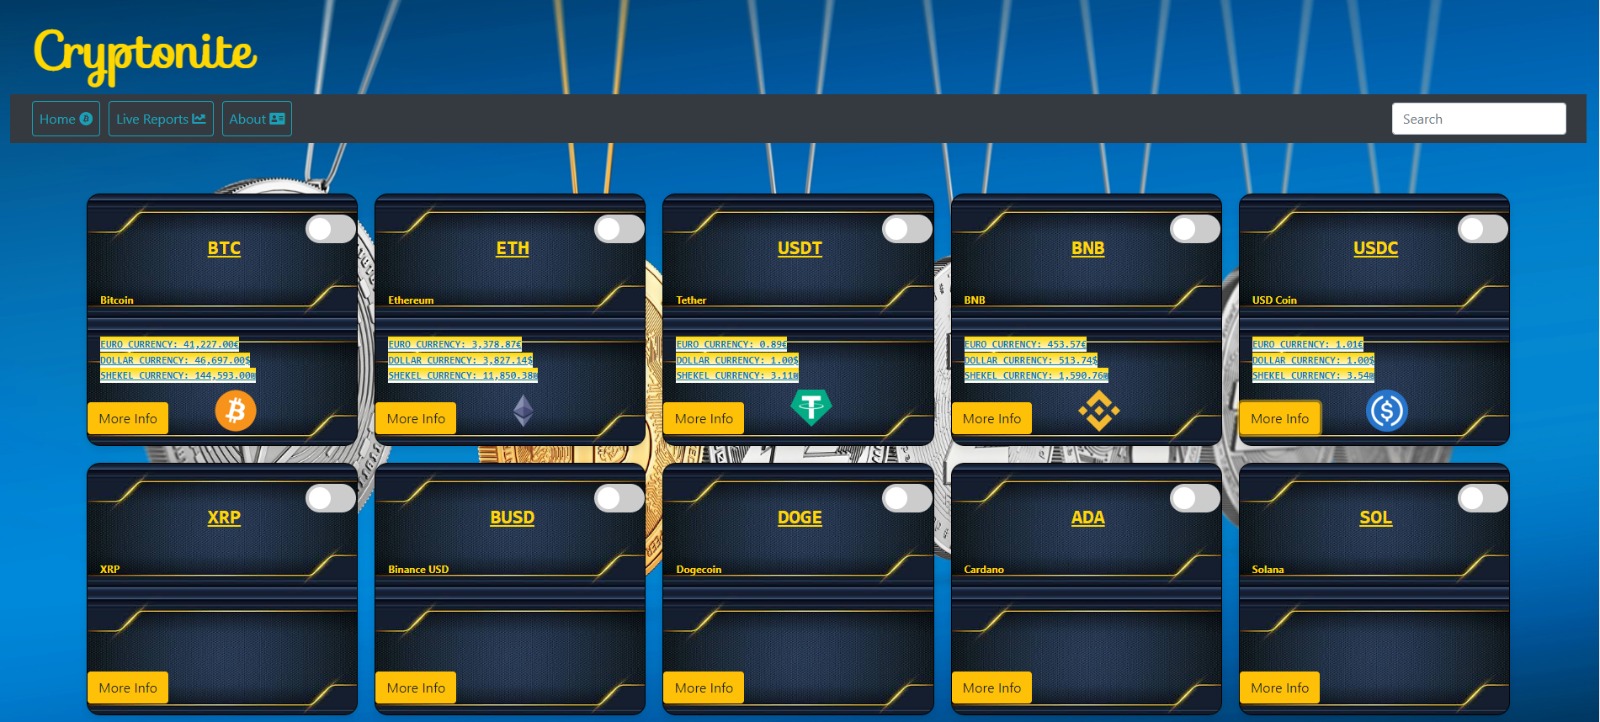 Cryptonite
Home Live Reports About Search
BTC ETH USDT BNB USDC
Bitcoin Ethereum Tether BNB USD Coin
EURO CURRENCY: 41,227.00€ EURO CURRENCY: 3,378.87€ EURO CURRENCY: 0.89€ EURO CURRENCY: 453.57€ EURO CURRENCY: 1.01€
DOLLAR CURRENCY: 46,697.00$ DOLLAR CURRENCY: 3,827.14$ DOLLAR CURRENCY: 1.00$ DOLLAR CURRENCY: 513.74$ DOLLAR CURRENCY: 1.00$
SHEKEL CURRENCY: 144,593.00₪ SHEKEL CURRENCY: 11,850.38₪ SHEKEL CURRENCY: 3.11₪ SHEKEL CURRENCY: 1,590.76₪ SHEKEL CURRENCY: 3.54₪
More Info More Info More Info More Info More Info
XRP BUSD DOGE ADA SOL
XRP Binance USD Dogecoin Cardano Solana
More Info More Info More Info More Info More Info